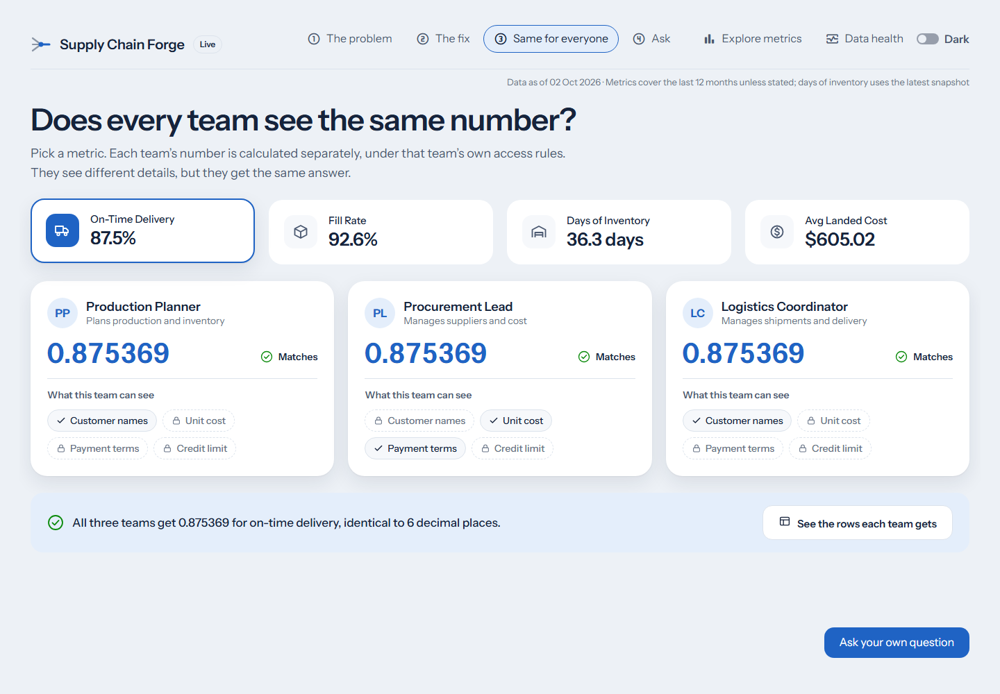 Supply Chain Forge
Live
1 The problem
2 The fix
3 Same for everyone
4 Ask
Explore metrics
Data health
Dark
Data as of 02 Oct 2026 · Metrics cover the last 12 months unless stated; days of inventory uses the latest snapshot
Does every team see the same number?
Pick a metric. Each team’s number is calculated separately, under that team’s own access rules.
They see different details, but they get the same answer.
On-Time Delivery
87.5%
Fill Rate
92.6%
Days of Inventory
36.3 days
Avg Landed Cost
$605.02
PP
Production Planner
Plans production and inventory
0.875369
Matches
What this team can see
Customer names
Unit cost
Payment terms
Credit limit
PL
Procurement Lead
Manages suppliers and cost
0.875369
Matches
What this team can see
Customer names
Unit cost
Payment terms
Credit limit
LC
Logistics Coordinator
Manages shipments and delivery
0.875369
Matches
What this team can see
Customer names
Unit cost
Payment terms
Credit limit
All three teams get 0.875369 for on-time delivery, identical to 6 decimal places.
See the rows each team gets
Ask your own question